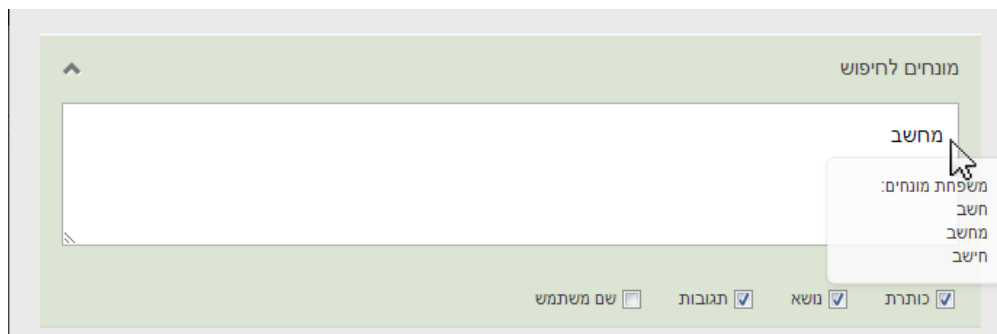 מונחים לחיפוש
מחשב
משפחת מונחים:
חשב
מחשב
חישב
כותרת נושא תגובות שם משתמש